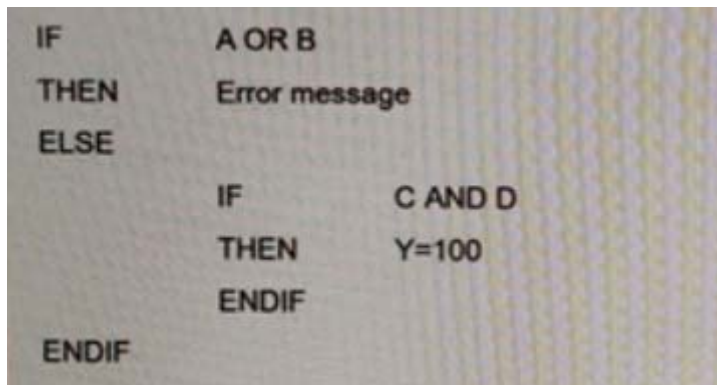 IF A OR B
THEN Error message
ELSE
IF C AND D
THEN Y=100
ENDIF
ENDIF